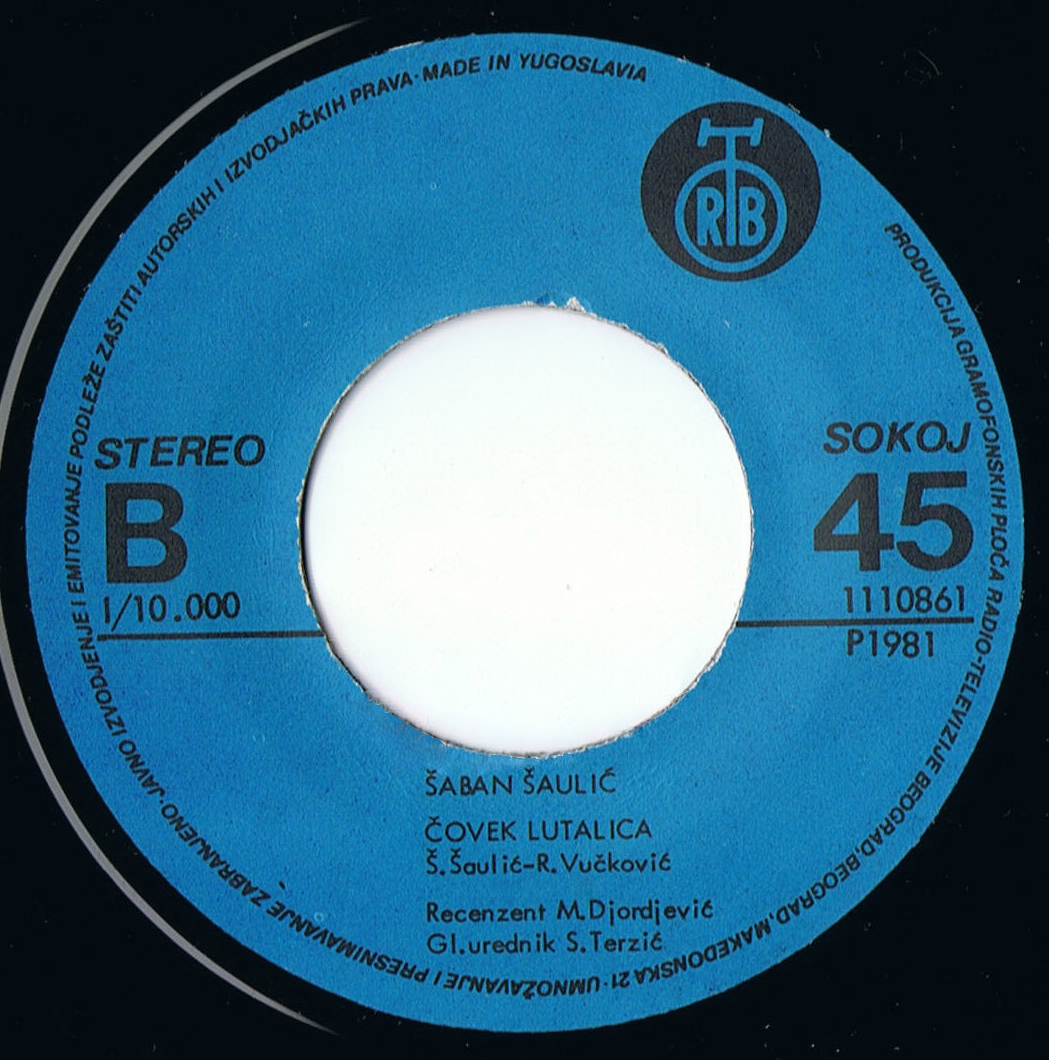 PRODUKCIJA GRAMOFONSKIH PLOČA RADIO-TELEVIZIJE BEOGRAD, BEOGRAD, MAKEDONSKA 21 · UMNOŽAVANJE I PRESNIMAVANJE ZABRANJENO · JAVNO IZVODJENJE I EMITOVANJE PODLEŽE ZAŠTITI AUTORSKIH I IZVODJAČKIH PRAVA · MADE IN YUGOSLAVIA
RTB
STEREO
B
I/10.000
SOKOJ
45
1110861
P1981
ŠABAN ŠAULIĆ
ČOVEK LUTALICA
Š.Šaulić-R.Vučković
Recenzent M.Djordjević
Gl.urednik S.Terzić